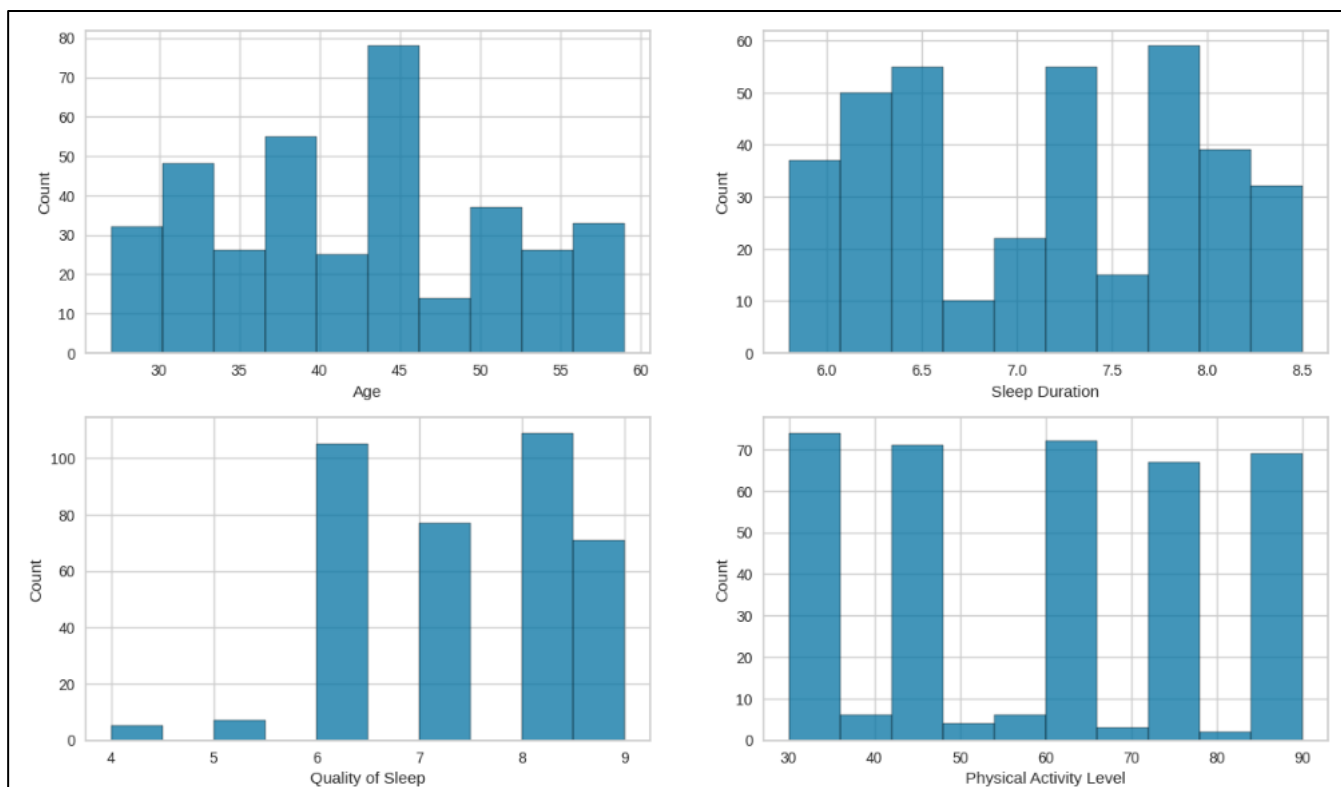 80
70
60
50
40
30
20
10
0
Count
30 35 40 45 50 55 60
Age
60
50
40
30
20
10
0
Count
6.0 6.5 7.0 7.5 8.0 8.5
Sleep Duration
100
80
60
40
20
0
Count
4 5 6 7 8 9
Quality of Sleep
70
60
50
40
30
20
10
0
Count
30 40 50 60 70 80 90
Physical Activity Level